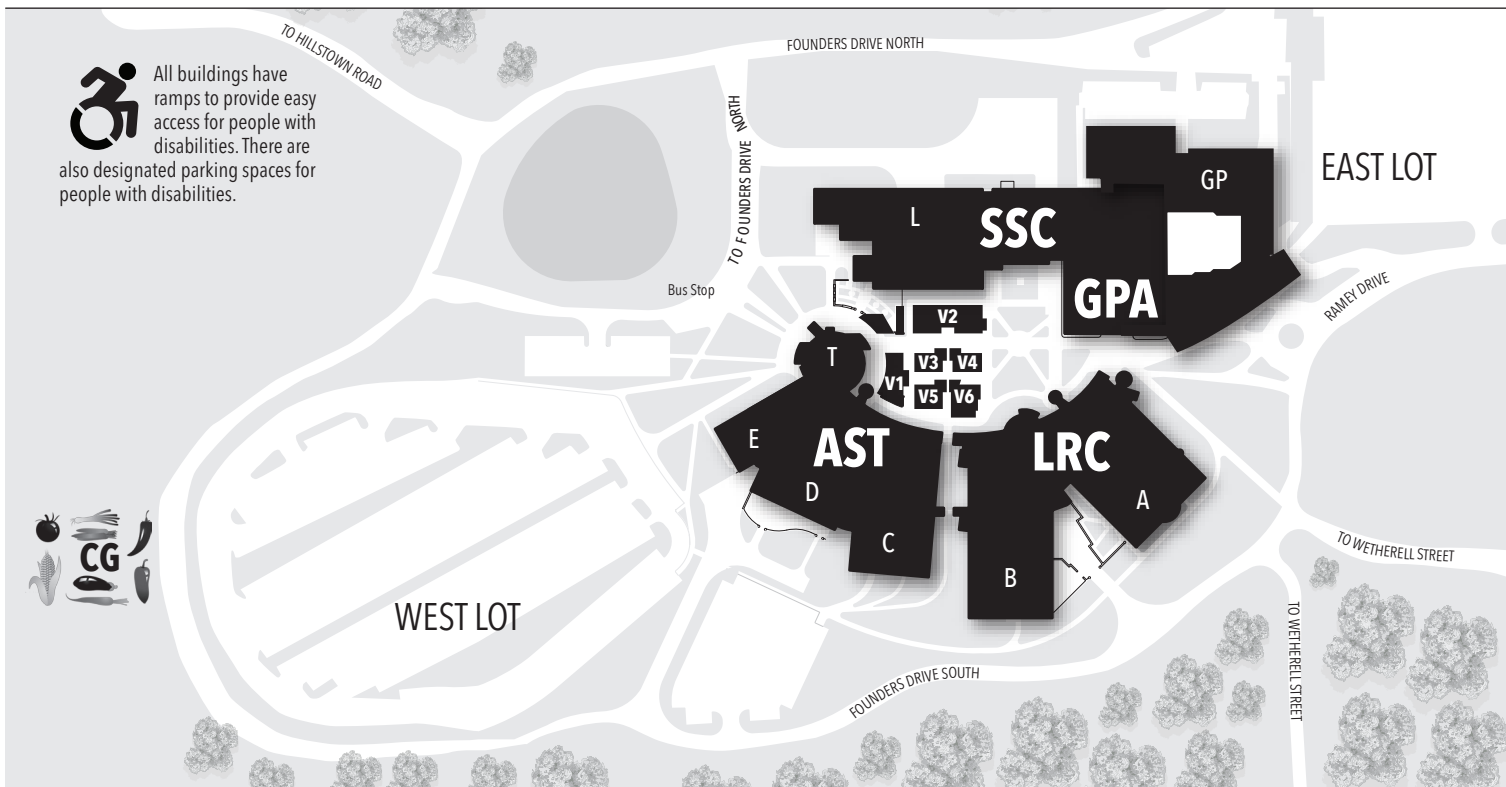 TO HILLSTOWN ROAD
FOUNDERS DRIVE NORTH
All buildings have
ramps to provide easy
access for people with
disabilities. There are
also designated parking spaces for
people with disabilities.
TO FOUNDERS DRIVE NORTH
EAST LOT
GP
L
SSC
Bus Stop
GPA
RAMEY DRIVE
V2
T
V3
V4
V1
V5
V6
E
AST
LRC
D
A
C
B
CG
WEST LOT
TO WETHERELL STREET
TO WETHERELL STREET
FOUNDERS DRIVE SOUTH